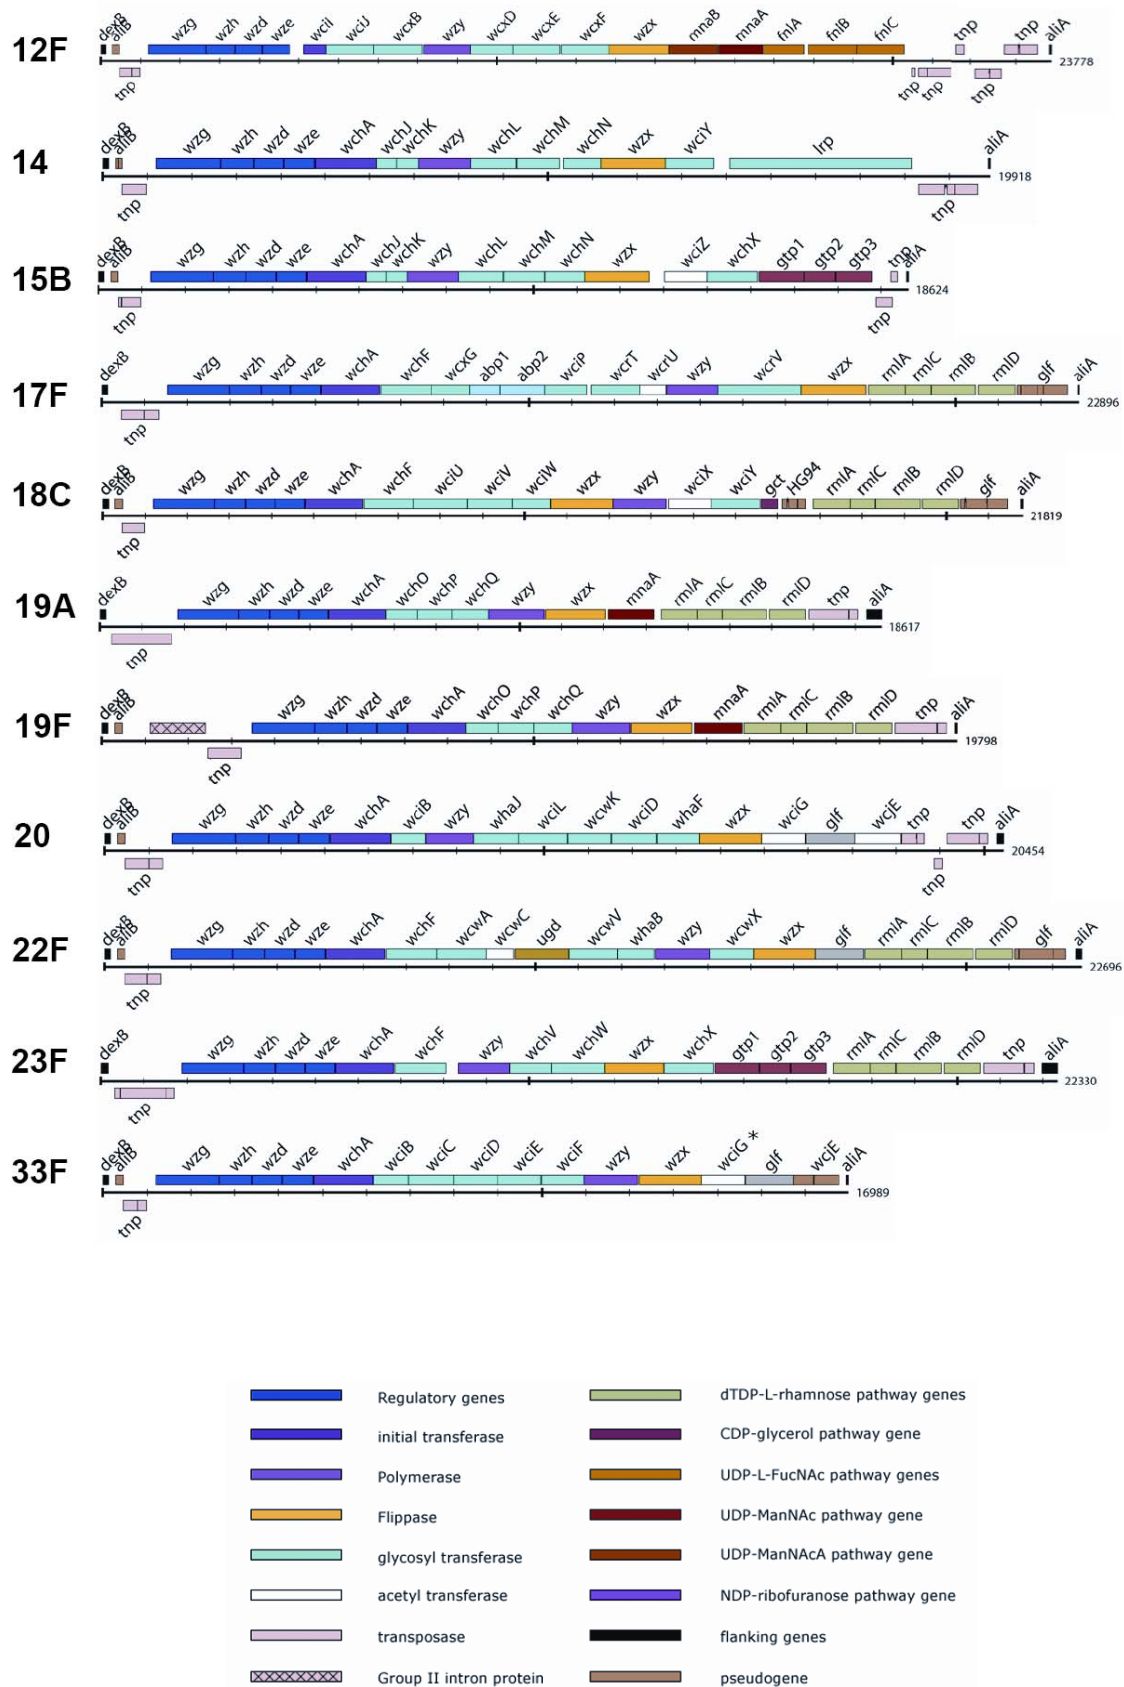 dexB aliB wzg wzh wzd wze wciI wciJ wcxB wzy wcxD wcxE wcxF wzx mnaB mnaA fnlA fnlB fnlC tnp tnp aliA
12F
23778
tnp tnp tnp tnp
dexB aliB wzg wzh wzd wze wchA wchJ wchK wzy wchL wchM wchN wzx wciY lrp aliA
14
19918
tnp tnp
dexB aliB wzg wzh wzd wze wchA wchJ wchK wzy wchL wchM wchN wzx wciZ wchX gtp1 gtp2 gtp3 tnp aliA
15B
18624
tnp tnp
dexB wzg wzh wzd wze wchA wchF wcxG abp1 abp2 wciP wcrT wcrU wzy wcrV wzx rmlA rmlC rmlB rmlD glf aliA
17F
22896
tnp
dexB aliB wzg wzh wzd wze wchA wchF wciU wciV wciW wzx wzy wciX wciY gct HG94 rmlA rmlC rmlB rmlD glf aliA
18C
21819
tnp
dexB wzg wzh wzd wze wchA wchO wchP wchQ wzy wzx mnaA rmlA rmlC rmlB rmlD tnp aliA
19A
18617
tnp
dexB aliB wzg wzh wzd wze wchA wchO wchP wchQ wzy wzx mnaA rmlA rmlC rmlB rmlD tnp aliA
19F
19798
tnp
dexB aliB wzg wzh wzd wze wchA wciB wzy whaJ wciL wcwK wciD whaF wzx wciG glf wcjE tnp tnp aliA
20
20454
tnp tnp
dexB aliB wzg wzh wzd wze wchA wchF wcwA wcwC ugd wcwV whaB wzy wcwX wzx glf rmlA rmlC rmlB rmlD glf aliA
22F
22696
tnp
dexB wzg wzh wzd wze wchA wchF wzy wchV wchW wzx wchX gtp1 gtp2 gtp3 rmlA rmlC rmlB rmlD tnp aliA
23F
22330
tnp
dexB aliB wzg wzh wzd wze wchA wciB wciC wciD wciE wciF wzy wzx wciG * glf wcjE aliA
33F
16989
tnp
Regulatory genes
initial transferase
Polymerase
Flippase
glycosyl transferase
acetyl transferase
transposase
Group II intron protein
dTDP-L-rhamnose pathway genes
CDP-glycerol pathway gene
UDP-L-FucNAc pathway genes
UDP-ManNAc pathway gene
UDP-ManNAcA pathway gene
NDP-ribofuranose pathway gene
flanking genes
pseudogene